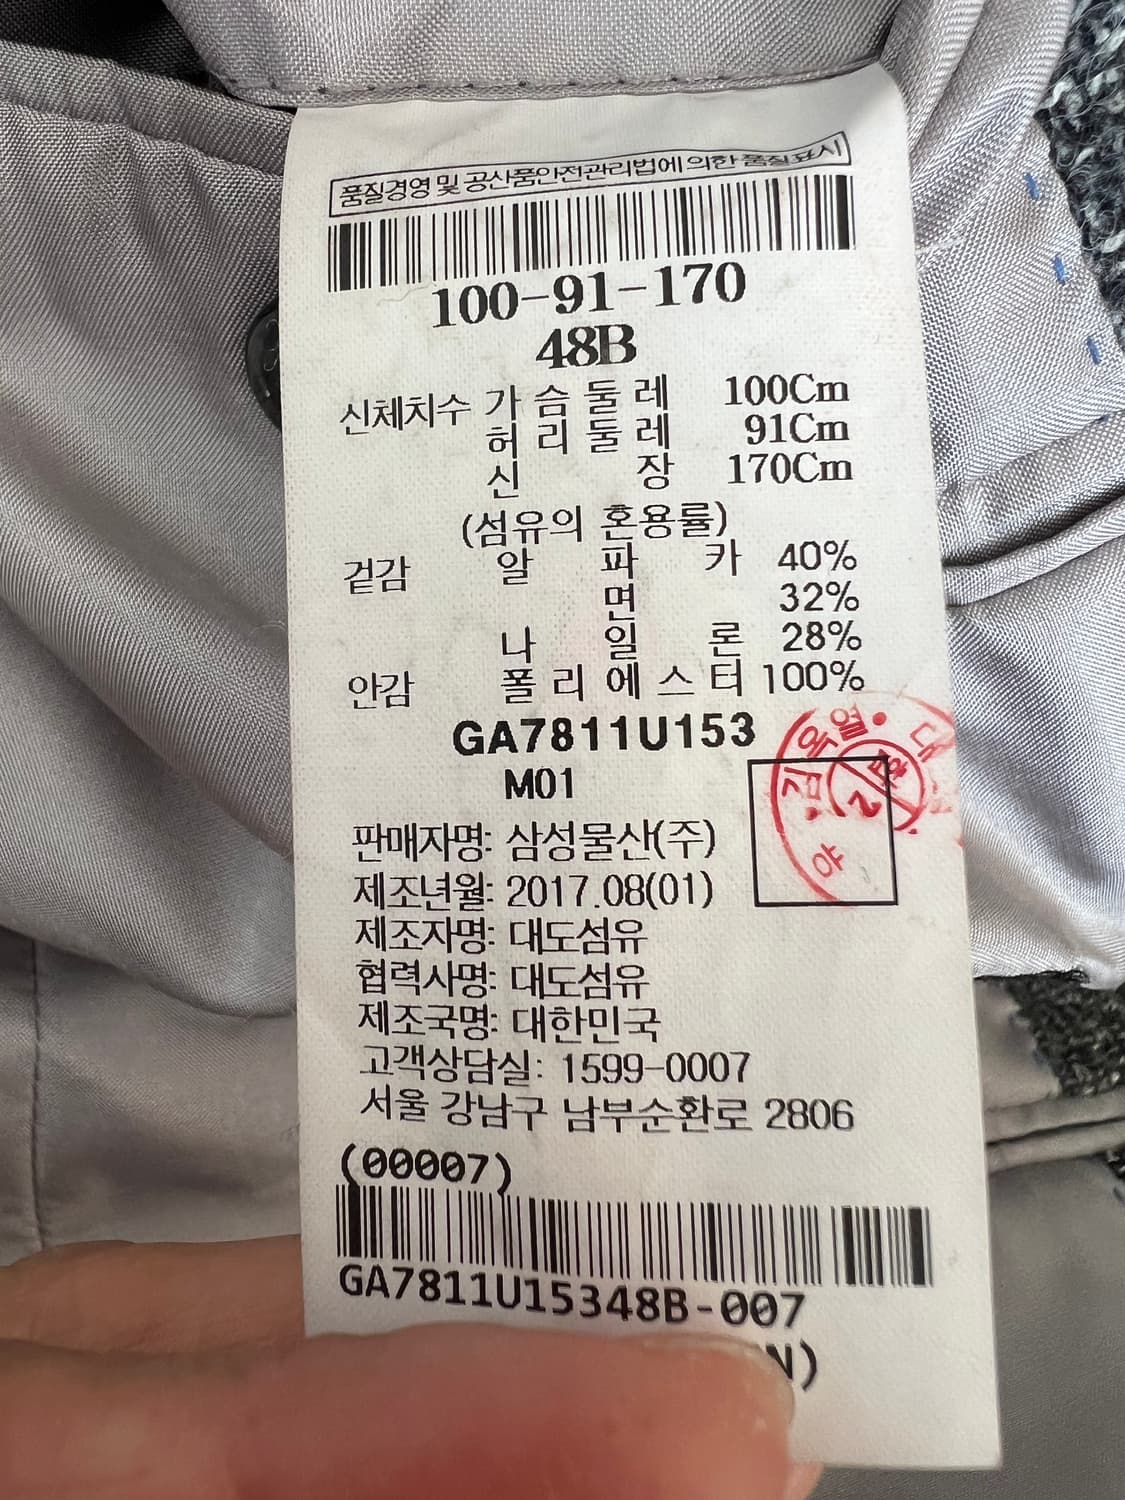 품질경영 및 공산품안전관리법에 의한 품질표시
100-91-170
48B
신체치수 가슴둘레 100Cm
허리둘레 91Cm
신장 170Cm
(섬유의 혼용률)
겉감 알파카 40%
면 32%
나일론 28%
안감 폴리에스터 100%
GA7811U153
M01
판매자명: 삼성물산(주)
제조년월: 2017.08(01)
제조자명: 대도섬유
협력사명: 대도섬유
제조국명: 대한민국
고객상담실: 1599-0007
서울 강남구 남부순환로 2806
(00007)
GA7811U15348B-007
N)